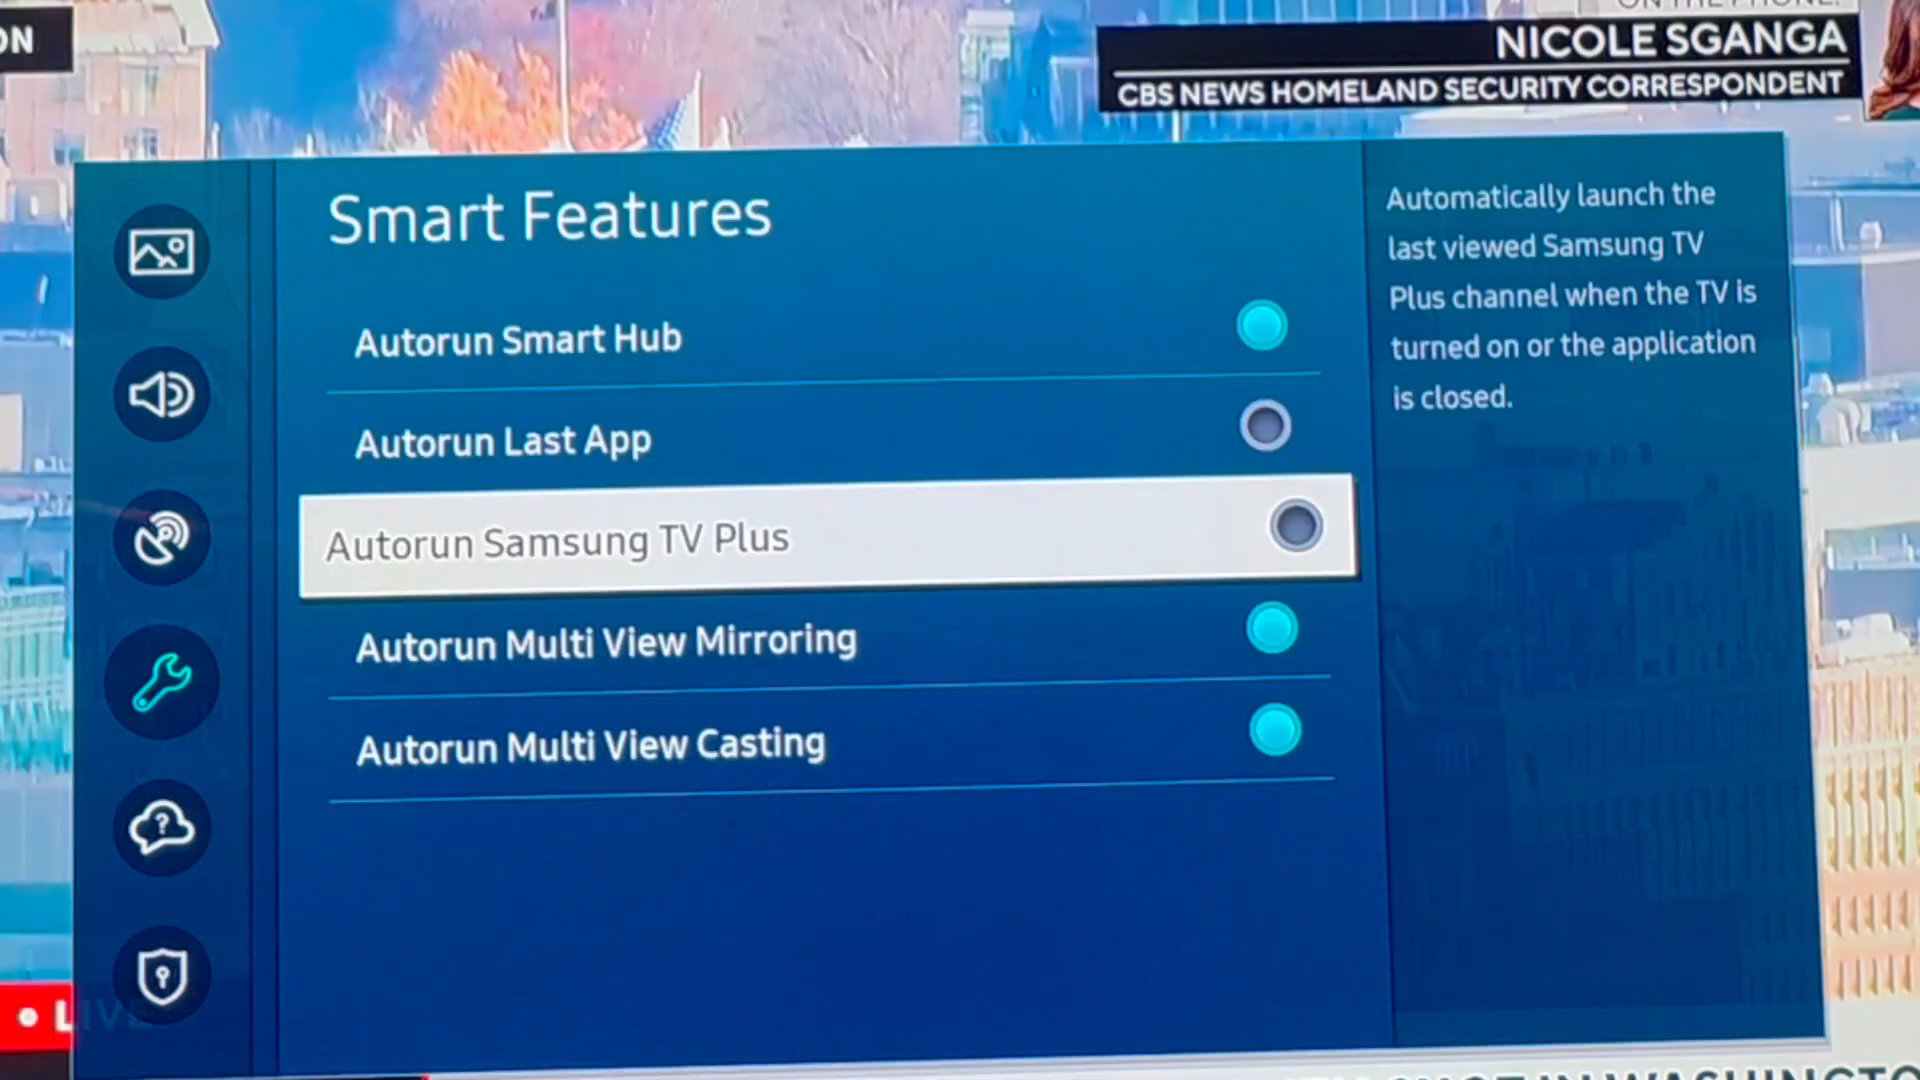 ON
NICOLE SGANGA
CBS NEWS HOMELAND SECURITY CORRESPONDENT
Smart Features
Autorun Smart Hub
Autorun Last App
Autorun Samsung TV Plus
Autorun Multi View Mirroring
Autorun Multi View Casting
Automatically launch the
last viewed Samsung TV
Plus channel when the TV is
turned on or the application
is closed.
LIVE